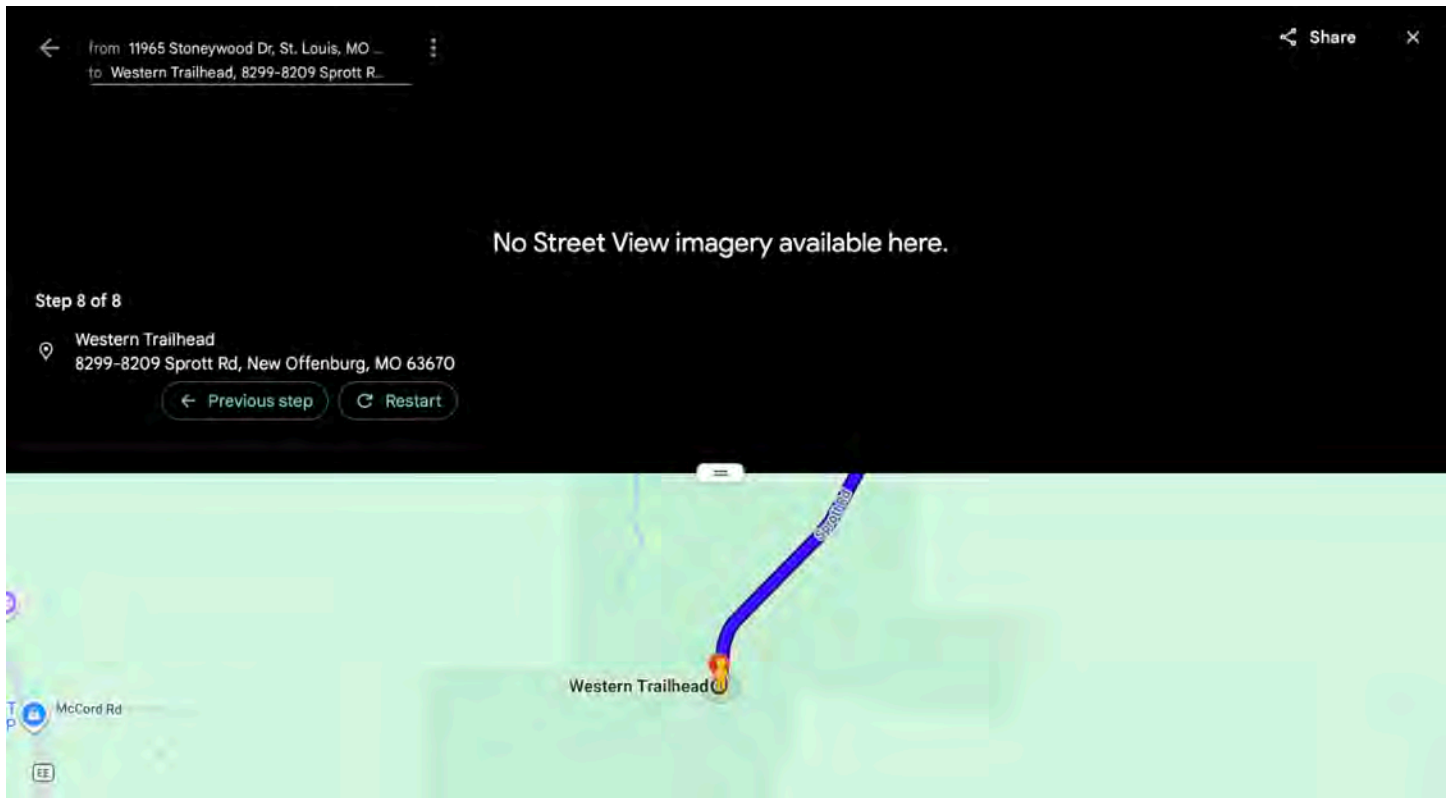 from 11965 Stoneywood Dr, St. Louis, MO ...
to Western Trailhead, 8299-8209 Sprott R...
Share
No Street View imagery available here.
Step 8 of 8
Western Trailhead
8299-8209 Sprott Rd, New Offenburg, MO 63670
Previous step
Restart
Sprott Rd
Western Trailhead
McCord Rd
T
P